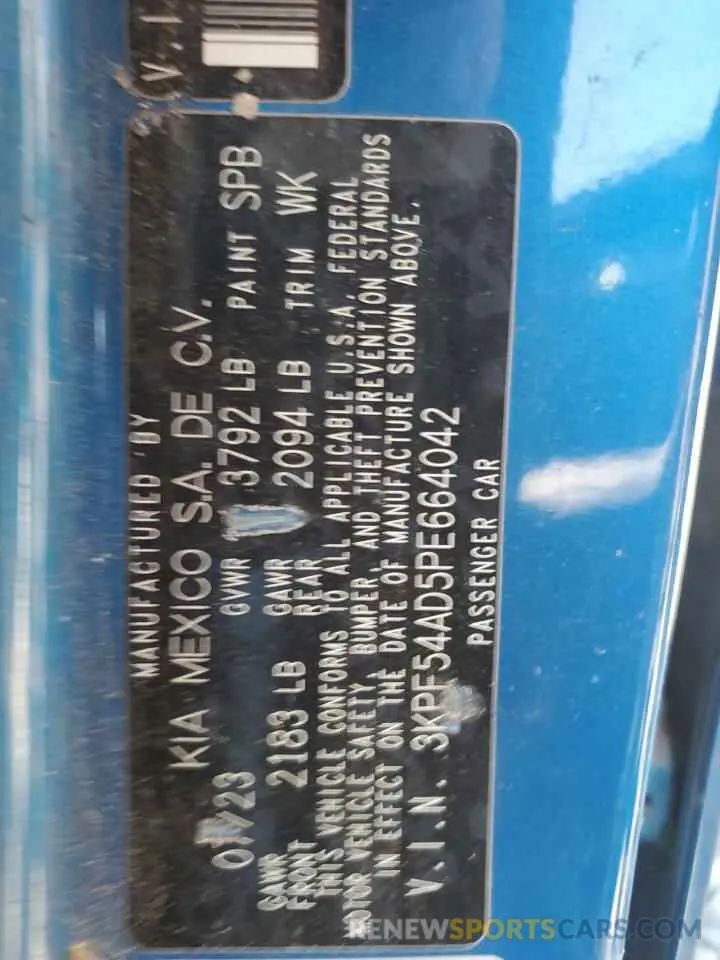 V.I
MANUFACTURED BY
KIA MEXICO S.A. DE C.V.
GVWR 3792 LB PAINT SPB
GAWR FRONT 2183 LB GAWR REAR 2094 LB TRIM WK
THIS VEHICLE CONFORMS TO ALL APPLICABLE U.S.A. FEDERAL
MOTOR VEHICLE SAFETY, BUMPER, AND THEFT PREVENTION STANDARDS
IN EFFECT ON THE DATE OF MANUFACTURE SHOWN ABOVE.
V.I.N. 3KPF54AD5PE664042
PASSENGER CAR
RENEWSPORTSCARS.COM